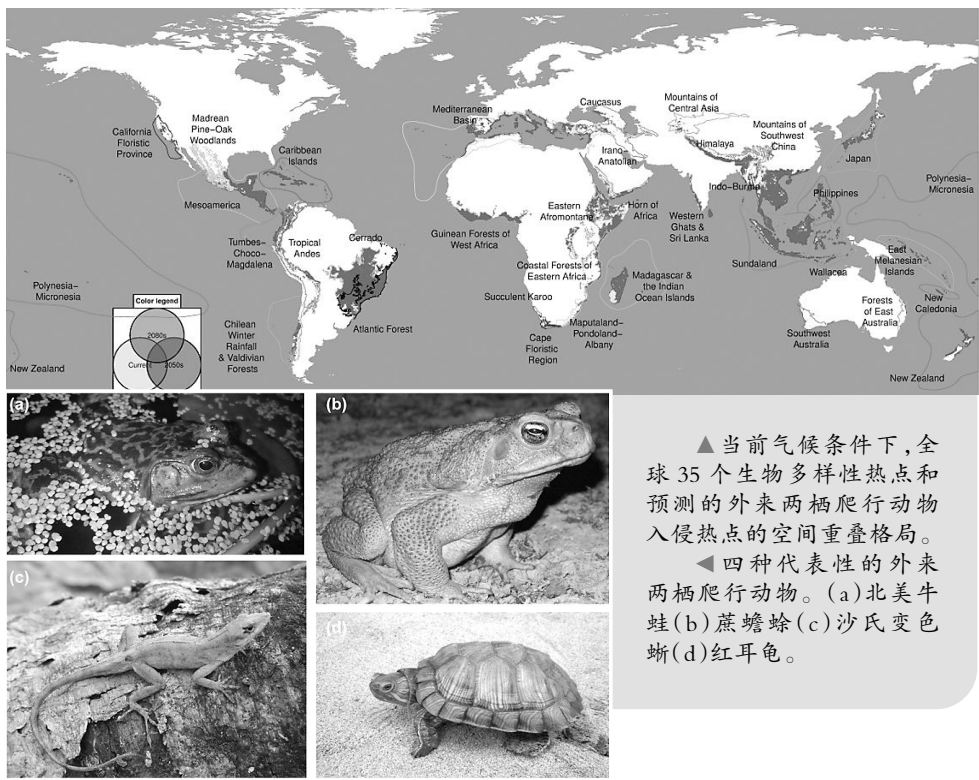 California
Floristic
Province
Madrean
Pine-Oak
Woodlands
Caribbean
Islands
Mesoamerica
Polynesia-
Micronesia
Tumbes-
Choco-
Magdalena
Tropical
Andes
Cerrado
Atlantic Forest
Chilean
Winter
Rainfall
& Valdivian
Forests
New Zealand
Color legend
2080s
Current
2050s
Mediterranean
Basin
Caucasus
Irano-
Anatolian
Mountains of
Central Asia
Mountains of
Southwest
China
Himalaya
Japan
Indo-Burma
Philippines
Polynesia-
Micronesia
Guinean Forests of
West Africa
Eastern
Afromontane
Horn of
Africa
Western
Ghats &
Sri Lanka
Coastal Forests of
Eastern Africa
Succulent Karoo
Cape
Floristic
Region
Maputaland-
Pondoland-
Albany
Madagascar &
the Indian
Ocean Islands
Sundaland
Wallacea
East
Melanesian
Islands
New
Caledonia
Forests
of East
Australia
Southwest
Australia
New Zealand
(a)
(b)
(c)
(d)
▲当前气候条件下,全
球 35 个生物多样性热点和
预测的外来两栖爬行动物
入侵热点的空间重叠格局。
◀四种代表性的外来
两栖爬行动物。(a)北美牛
蛙(b)蔗蟾蜍(c)沙氏变色
蜥(d)红耳龟。